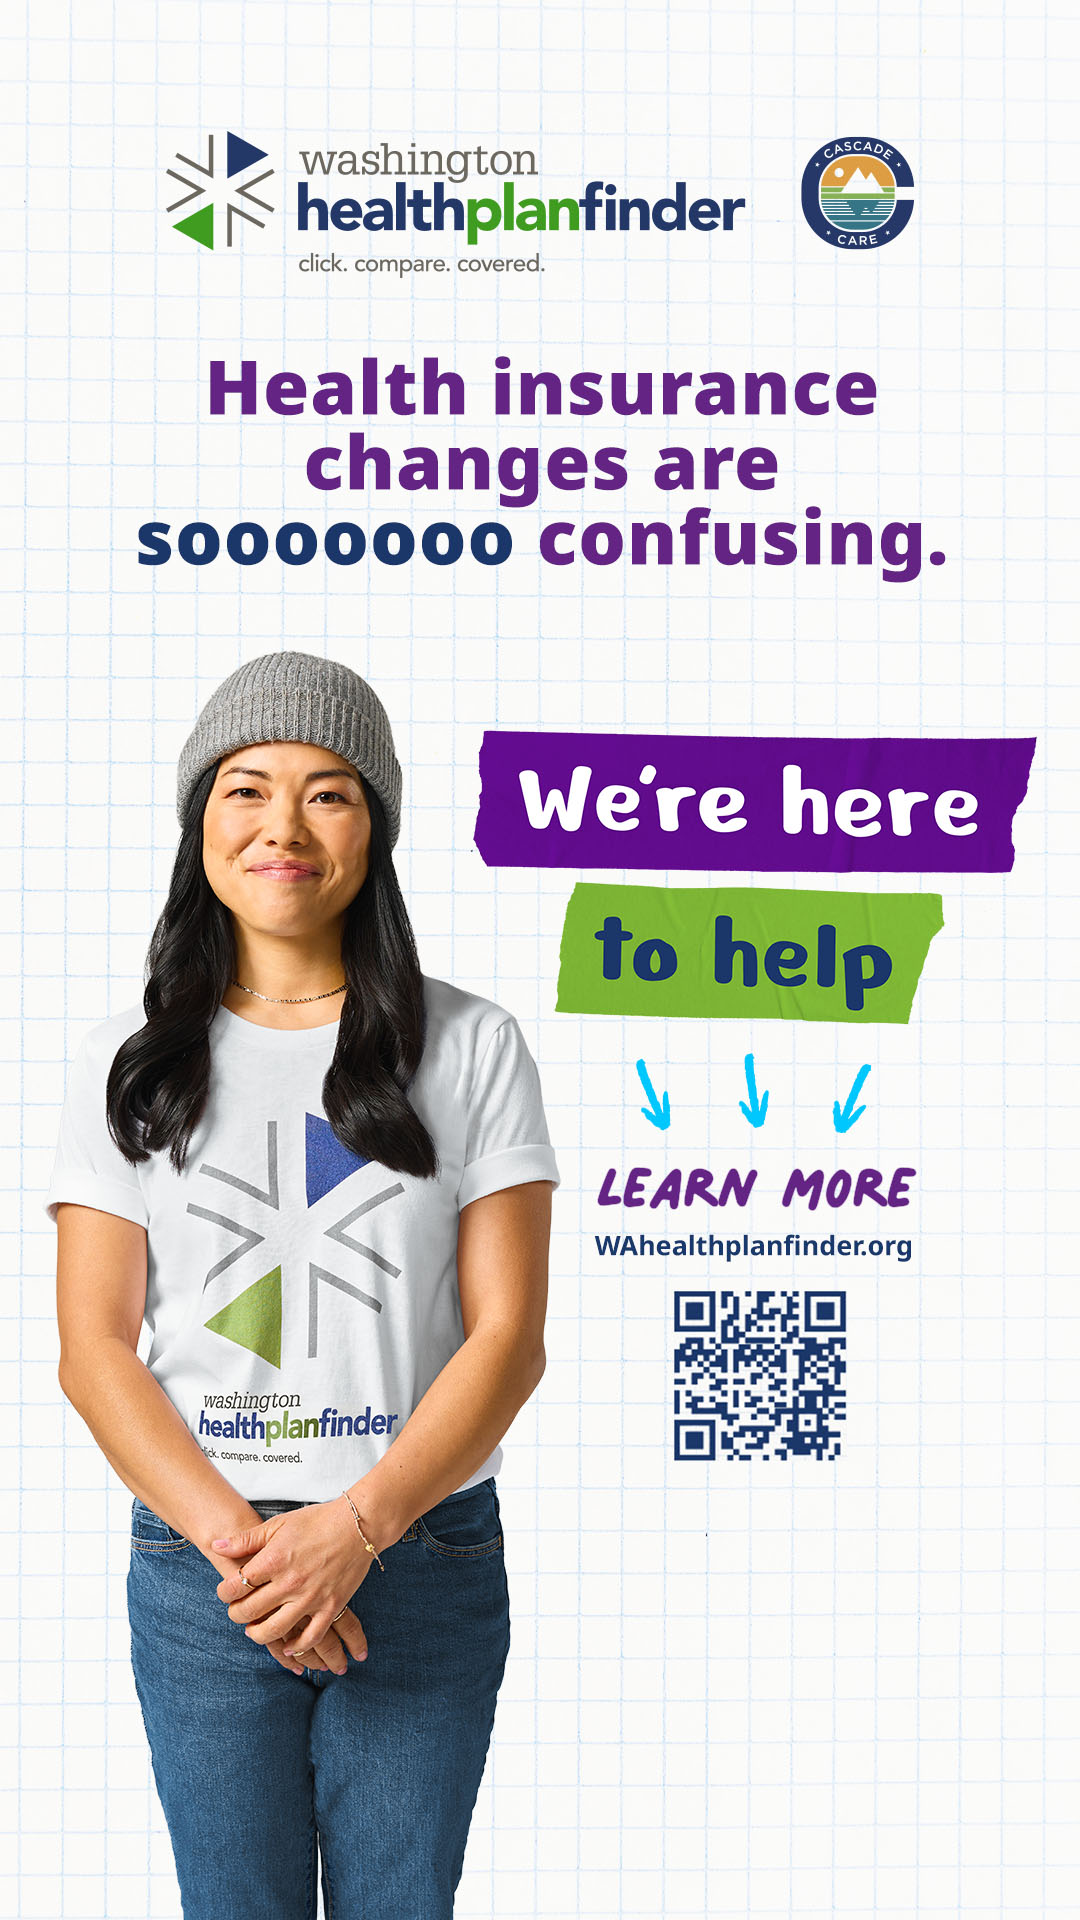 washington
healthplanfinder
click. compare. covered.
CASCADE
CARE
Health insurance
changes are
sooooooo confusing.
We're here
to help
LEARN MORE
WAhealthplanfinder.org
washington
healthplanfinder
click. compare. covered.